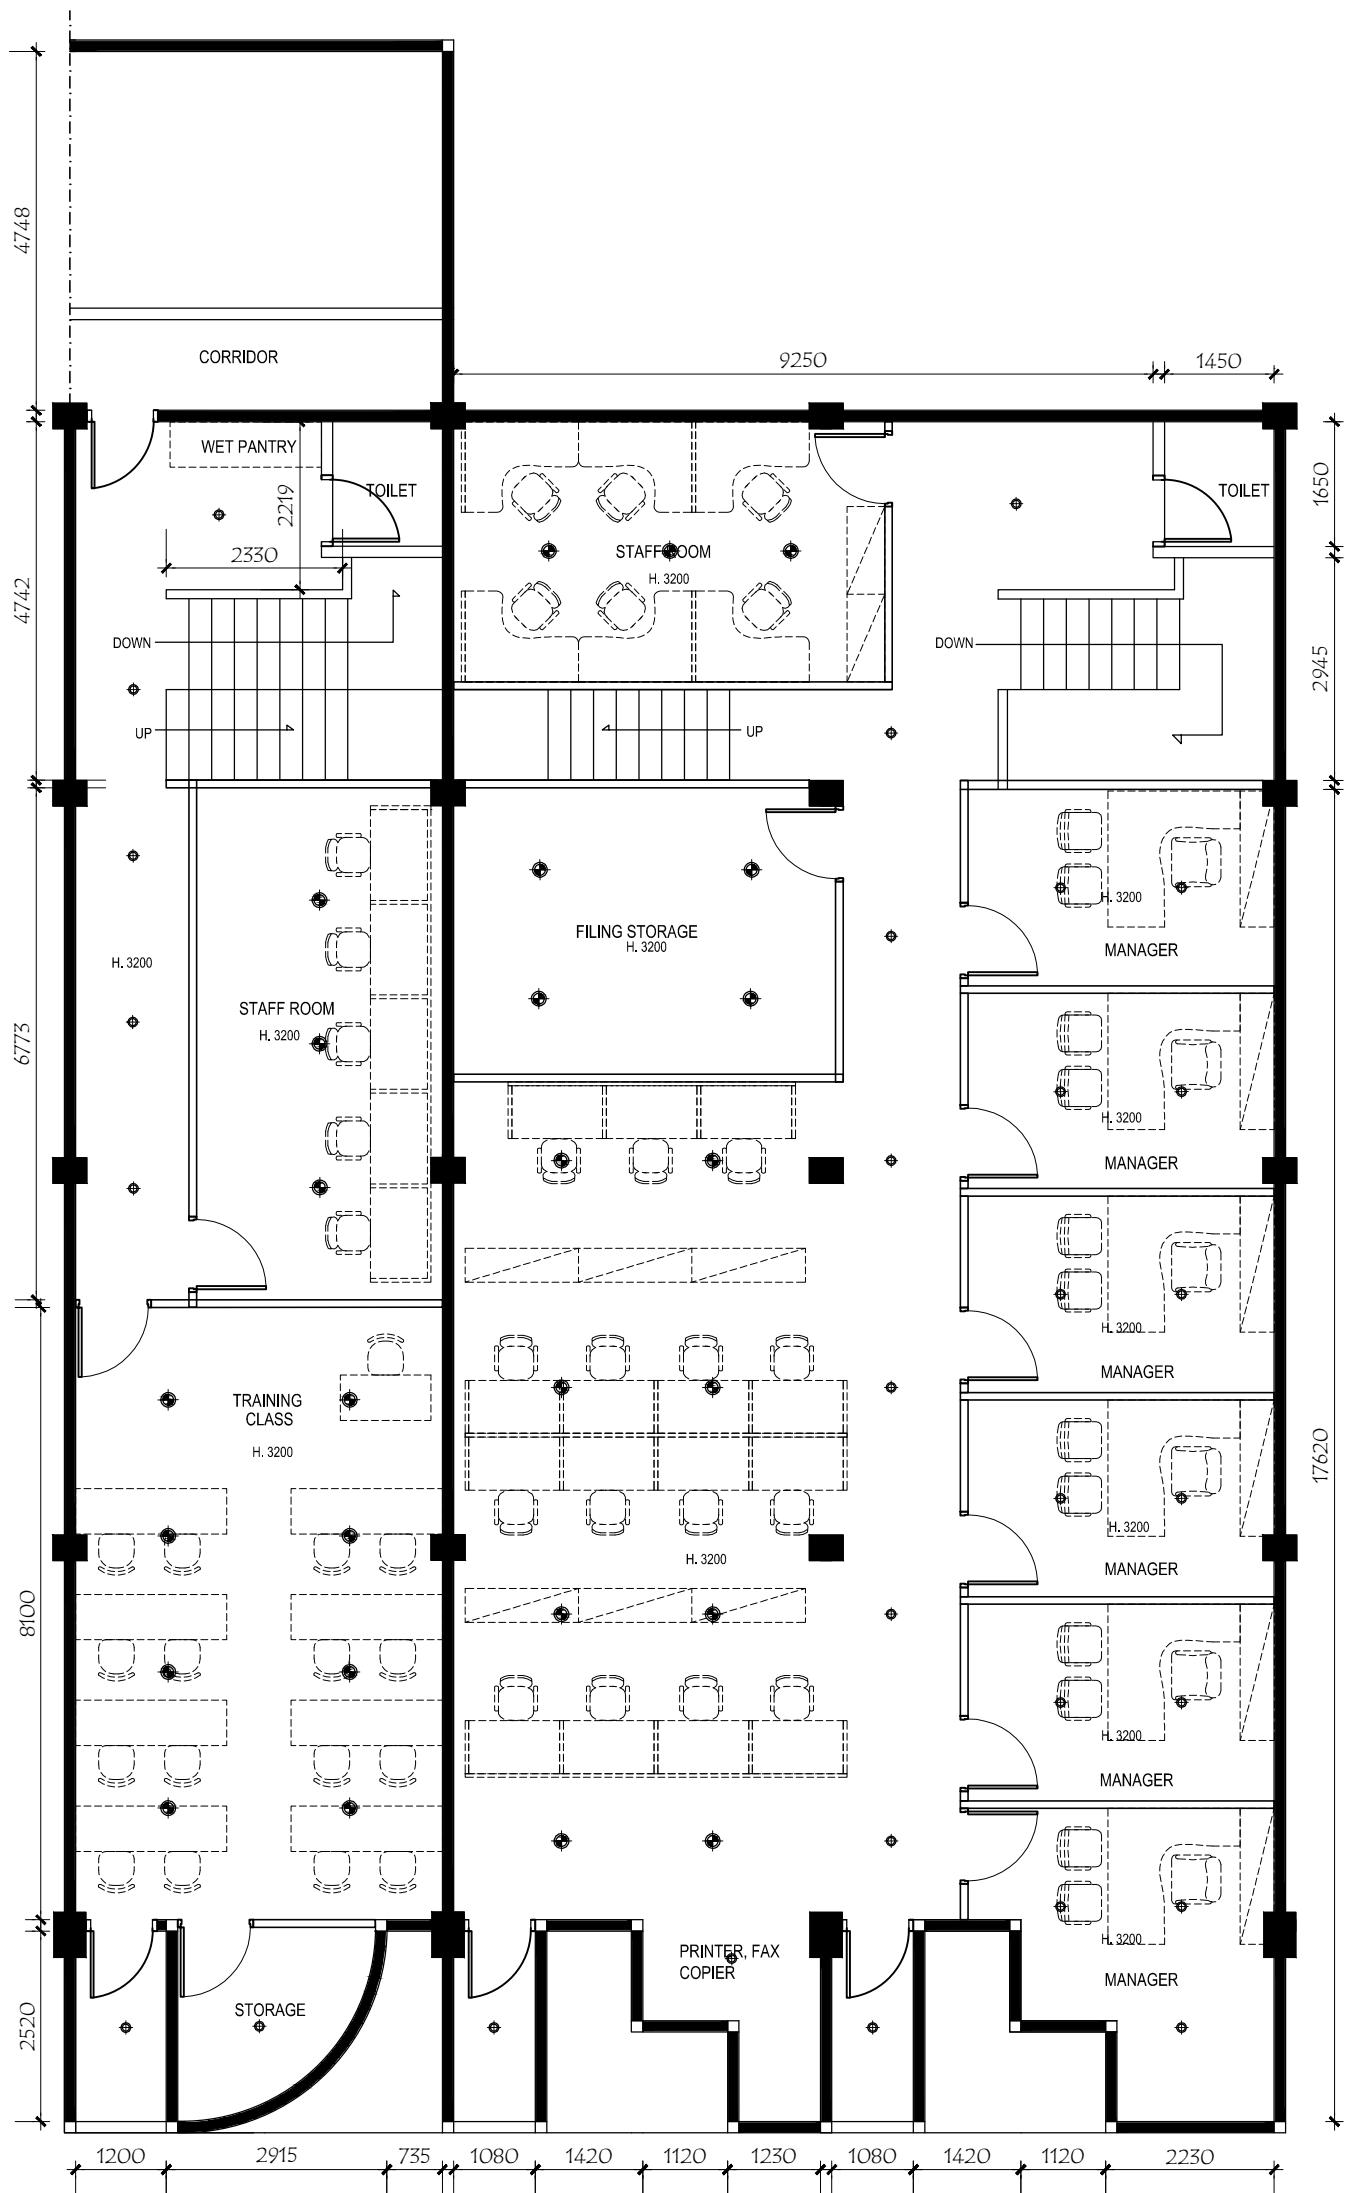 4748
CORRIDOR
9250
1450
WET PANTRY
TOILET
2219
2330
STAFF ROOM
H. 3200
TOILET
1650
4742
DOWN
DOWN
2945
UP
UP
H. 3200
MANAGER
FILING STORAGE
H. 3200
H. 3200
STAFF ROOM
H. 3200
6773
H. 3200
MANAGER
H. 3200
MANAGER
TRAINING
CLASS
H. 3200
17620
H. 3200
MANAGER
H. 3200
8100
H. 3200
MANAGER
H. 3200
MANAGER
PRINTER, FAX
COPIER
STORAGE
2520
1200
2915
735
1080
1420
1120
1230
1080
1420
1120
2230